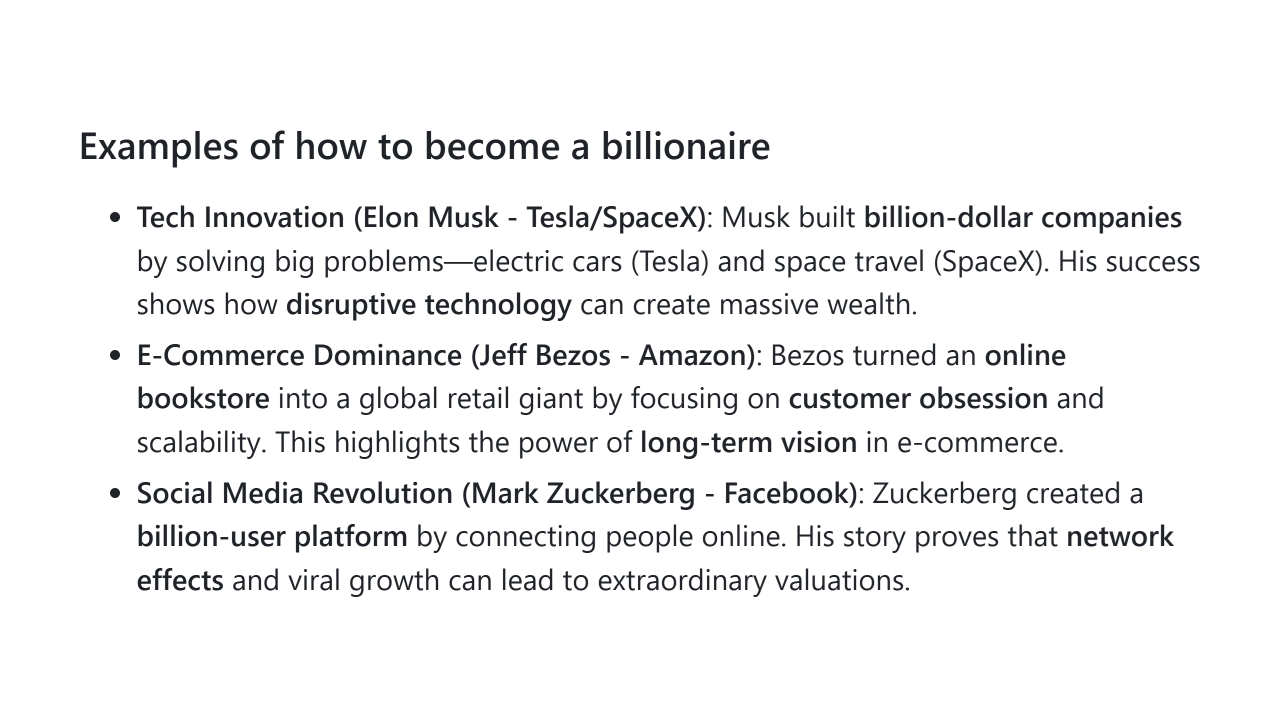 Examples of how to become a billionaire
• Tech Innovation (Elon Musk - Tesla/SpaceX): Musk built billion-dollar companies
by solving big problems—electric cars (Tesla) and space travel (SpaceX). His success
shows how disruptive technology can create massive wealth.
• E-Commerce Dominance (Jeff Bezos - Amazon): Bezos turned an online
bookstore into a global retail giant by focusing on customer obsession and
scalability. This highlights the power of long-term vision in e-commerce.
• Social Media Revolution (Mark Zuckerberg - Facebook): Zuckerberg created a
billion-user platform by connecting people online. His story proves that network
effects and viral growth can lead to extraordinary valuations.